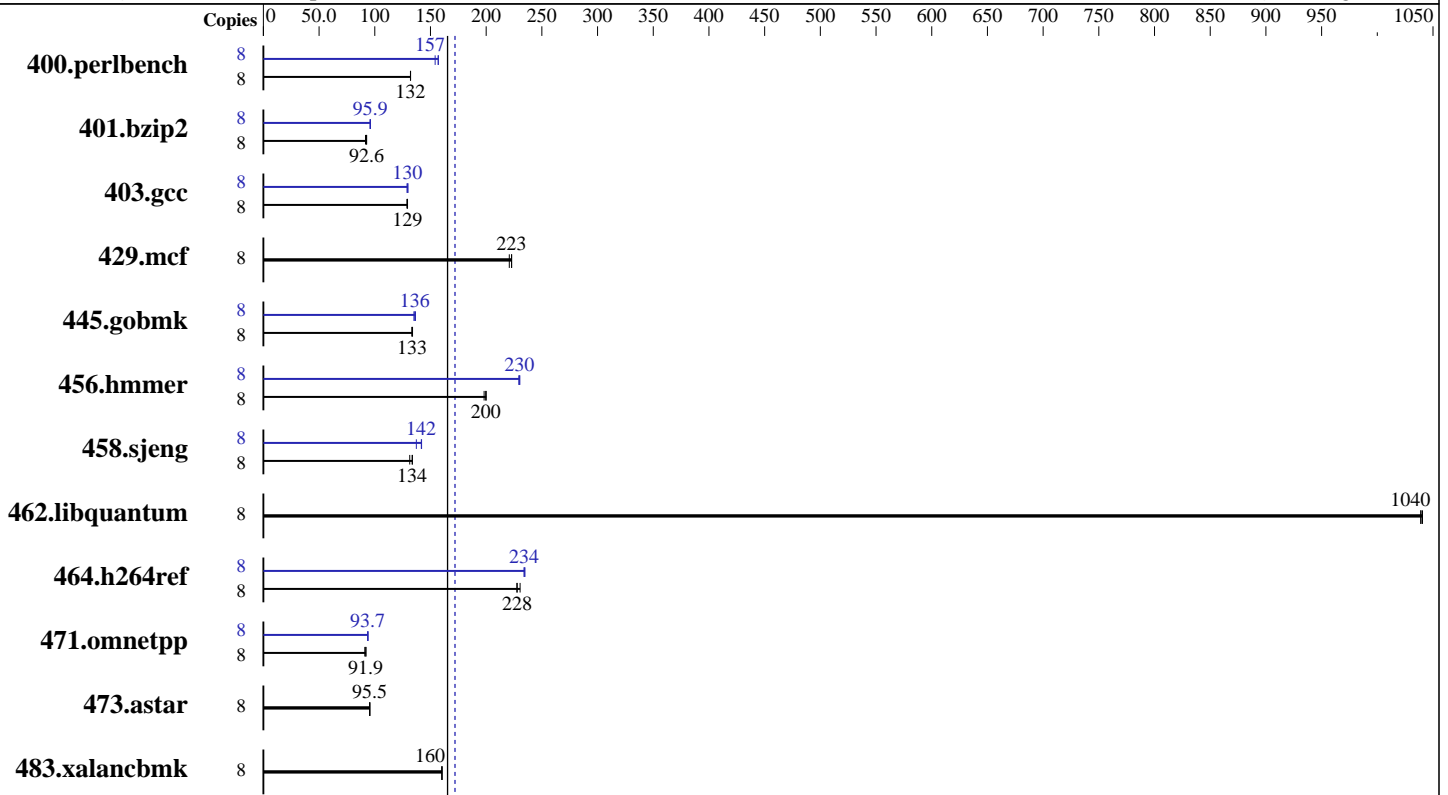 Copies 0 50.0 100 150 200 250 300 350 400 450 500 550 600 650 700 750 800 850 900 950 1050
400.perlbench 8 157
8 132
401.bzip2 8 95.9
8 92.6
403.gcc 8 130
8 129
429.mcf 8 223
445.gobmk 8 136
8 133
456.hmmer 8 230
8 200
458.sjeng 8 142
8 134
462.libquantum 8 1040
464.h264ref 8 234
8 228
471.omnetpp 8 93.7
8 91.9
473.astar 8 95.5
483.xalancbmk 8 160